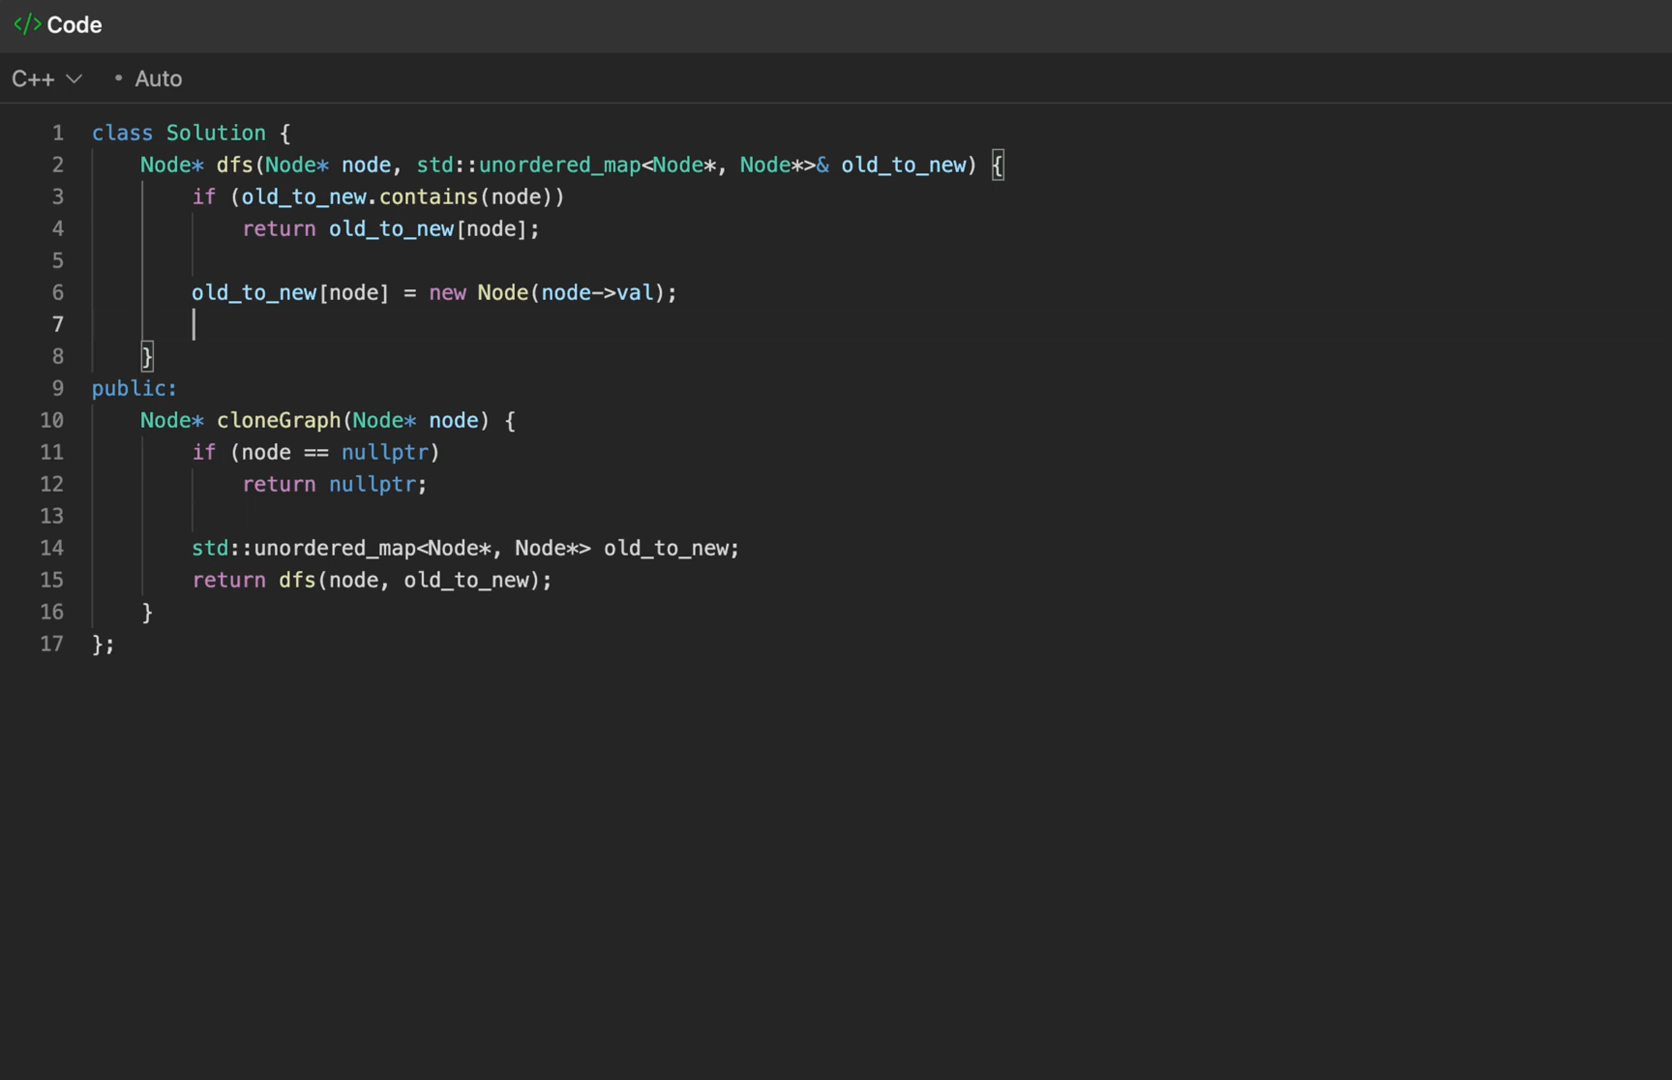 </> Code
C++ • Auto
1 class Solution {
2 Node* dfs(Node* node, std::unordered_map<Node*, Node*>& old_to_new) {
3 if (old_to_new.contains(node))
4 return old_to_new[node];
5
6 old_to_new[node] = new Node(node->val);
7
8 }
9 public:
10 Node* cloneGraph(Node* node) {
11 if (node == nullptr)
12 return nullptr;
13
14 std::unordered_map<Node*, Node*> old_to_new;
15 return dfs(node, old_to_new);
16 }
17 };